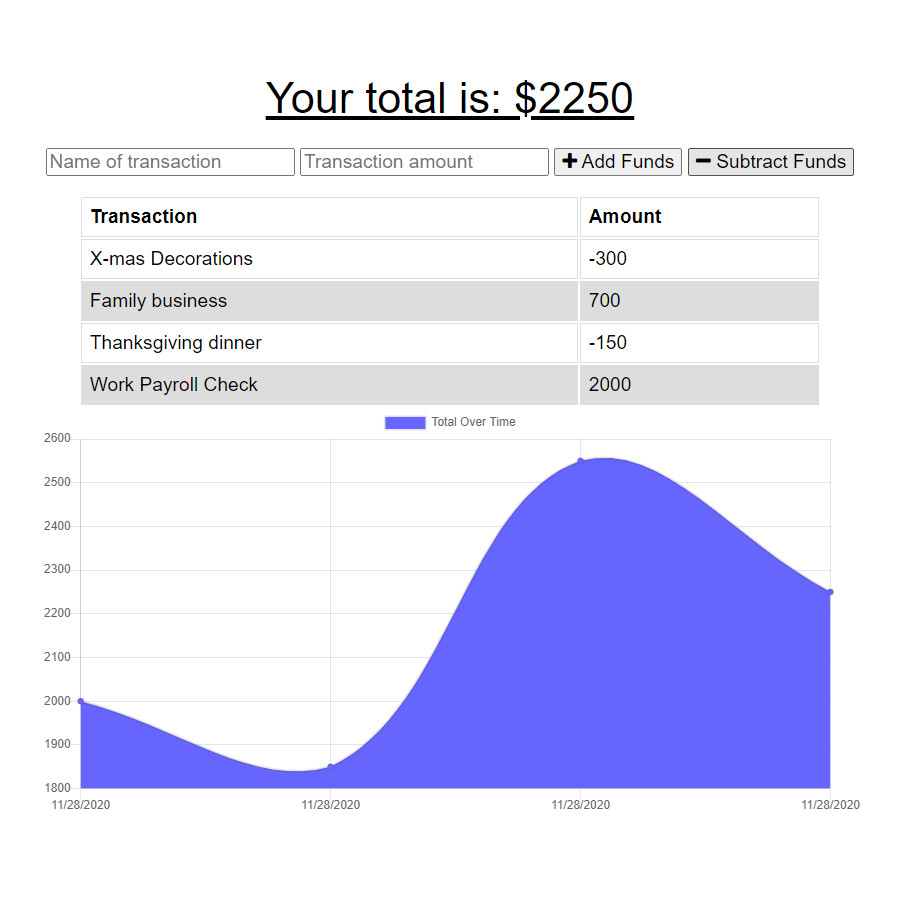 Your total is: $2250
Name of transaction Transaction amount Add Funds Subtract Funds
Transaction Amount
X-mas Decorations -300
Family business 700
Thanksgiving dinner -150
Work Payroll Check 2000
Total Over Time
2600
2500
2400
2300
2200
2100
2000
1900
1800
11/28/2020 11/28/2020 11/28/2020 11/28/2020